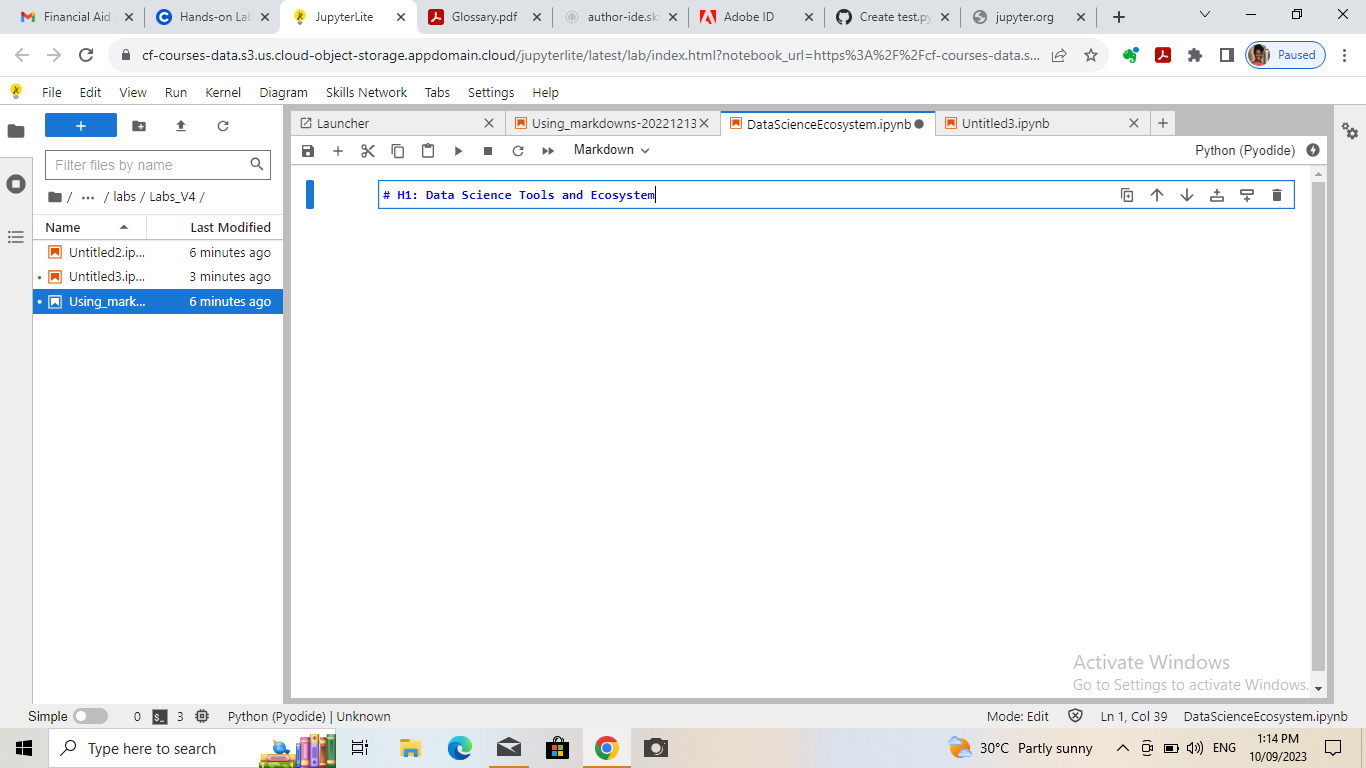 Financial Aid
Hands-on Lab
JupyterLite
Glossary.pdf
author-ide.ski
Adobe ID
Create test.py
jupyter.org
cf-courses-data.s3.us.cloud-object-storage.appdomain.cloud/jupyterlite/latest/lab/index.html?notebook_url=https%3A%2F%2Fcf-courses-data.s...
Paused
File Edit View Run Kernel Diagram Skills Network Tabs Settings Help
Launcher
Using_markdowns-20221213
DataScienceEcosystem.ipynb
Untitled3.ipynb
Markdown
Python (Pyodide)
Filter files by name
/ ··· / labs / Labs_V4 /
Name Last Modified
Untitled2.ip... 6 minutes ago
Untitled3.ip... 3 minutes ago
Using_mark... 6 minutes ago
# H1: Data Science Tools and Ecosystem
Activate Windows
Go to Settings to activate Windows.
Simple 0 $_ 3 Python (Pyodide) | Unknown Mode: Edit Ln 1, Col 39 DataScienceEcosystem.ipynb
Type here to search
30°C Partly sunny
ENG
1:14 PM
10/09/2023